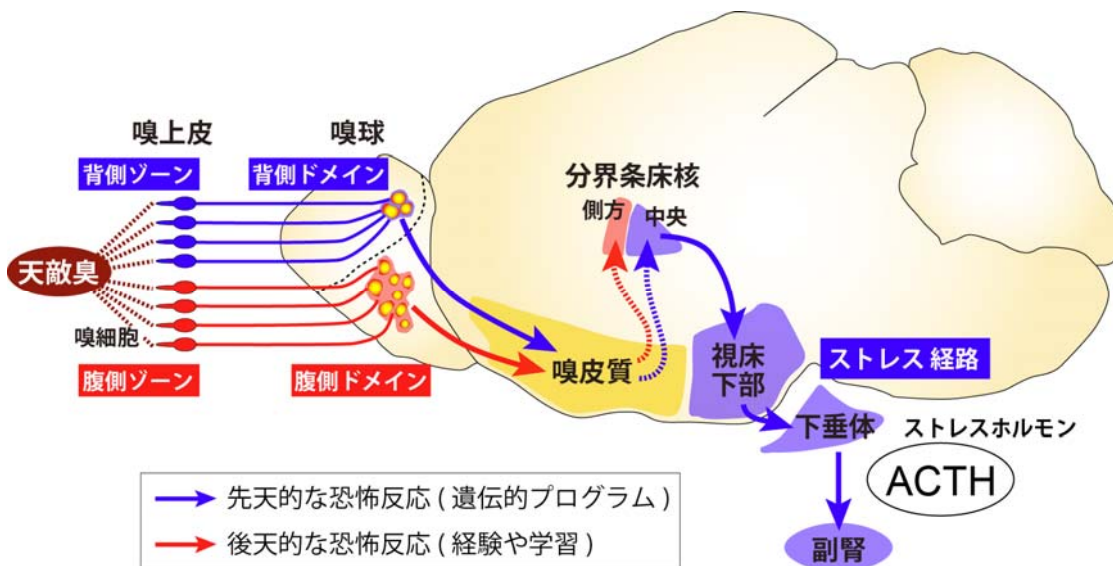 嗅上皮
嗅球
背側ゾーン
背側ドメイン
天敵臭
嗅細胞
腹側ゾーン
腹側ドメイン
分界条床核
側方
中央
嗅皮質
視床
下部
ストレス 経路
下垂体
ストレスホルモン
ACTH
副腎
先天的な恐怖反応 ( 遺伝的プログラム )
後天的な恐怖反応 ( 経験や学習 )